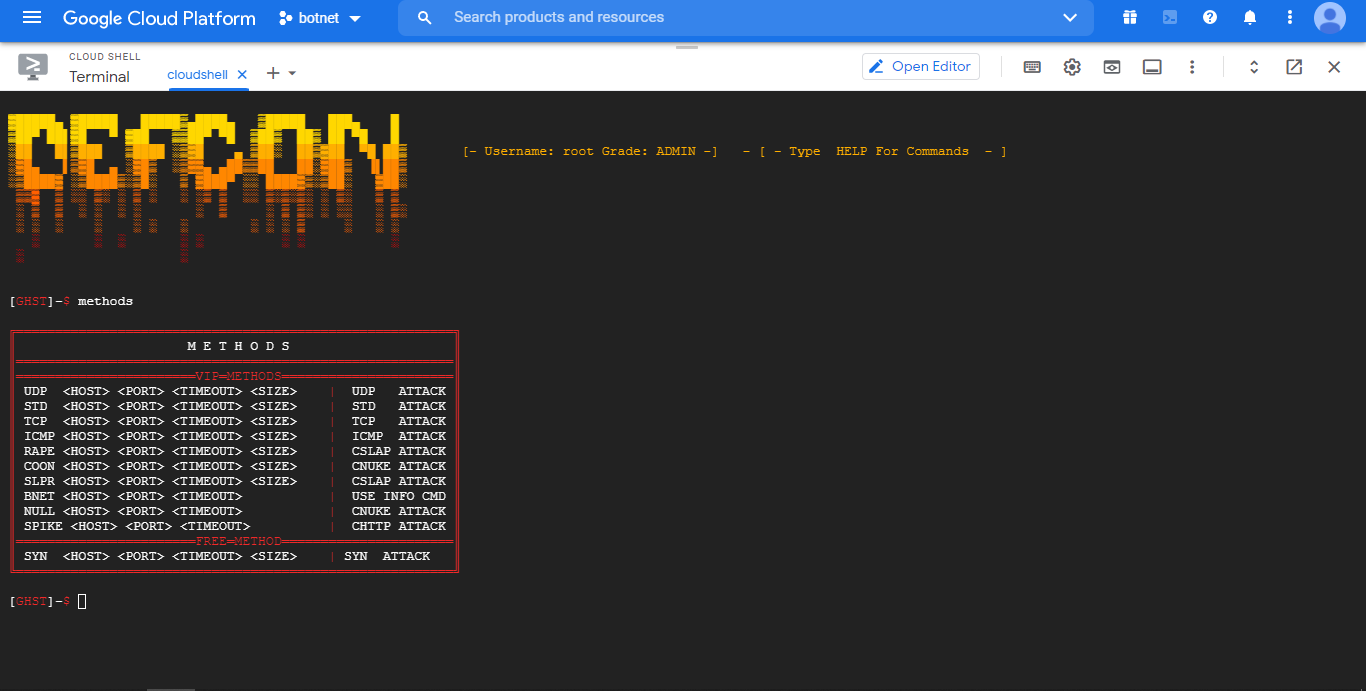 Google Cloud Platform botnet Search products and resources
CLOUD SHELL
Terminal cloudshell Open Editor
DEFCON
[- Username: root Grade: ADMIN -] - [ - Type HELP For Commands - ]
[GHST]-$ methods
M E T H O D S
VIP=METHODS
UDP <HOST> <PORT> <TIMEOUT> <SIZE> | UDP ATTACK
STD <HOST> <PORT> <TIMEOUT> <SIZE> | STD ATTACK
TCP <HOST> <PORT> <TIMEOUT> <SIZE> | TCP ATTACK
ICMP <HOST> <PORT> <TIMEOUT> <SIZE> | ICMP ATTACK
RAPE <HOST> <PORT> <TIMEOUT> <SIZE> | CSLAP ATTACK
COON <HOST> <PORT> <TIMEOUT> <SIZE> | CNUKE ATTACK
SLPR <HOST> <PORT> <TIMEOUT> <SIZE> | CSLAP ATTACK
BNET <HOST> <PORT> <TIMEOUT> | USE INFO CMD
NULL <HOST> <PORT> <TIMEOUT> | CNUKE ATTACK
SPIKE <HOST> <PORT> <TIMEOUT> | CHTTP ATTACK
FREE=METHOD
SYN <HOST> <PORT> <TIMEOUT> <SIZE> | SYN ATTACK
[GHST]-$